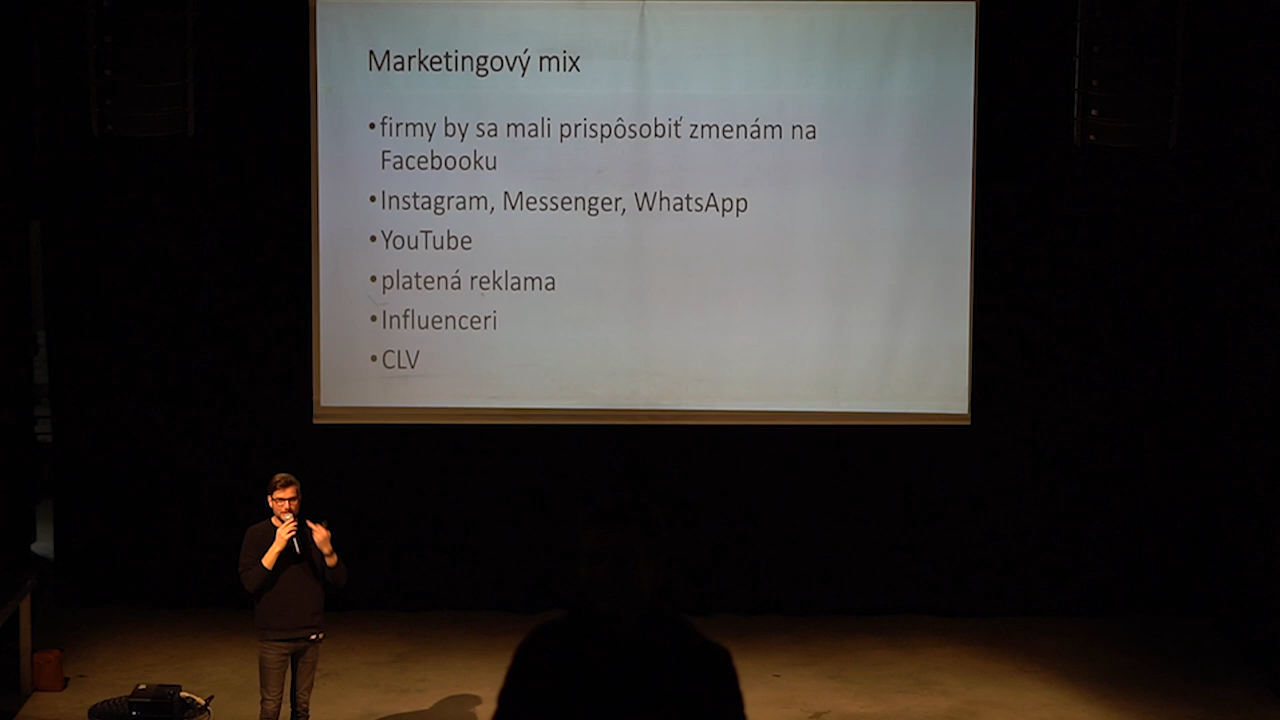 Marketingový mix
•firmy by sa mali prispôsobiť zmenám na
Facebooku
•Instagram, Messenger, WhatsApp
•YouTube
•platená reklama
•Influenceri
•CLV